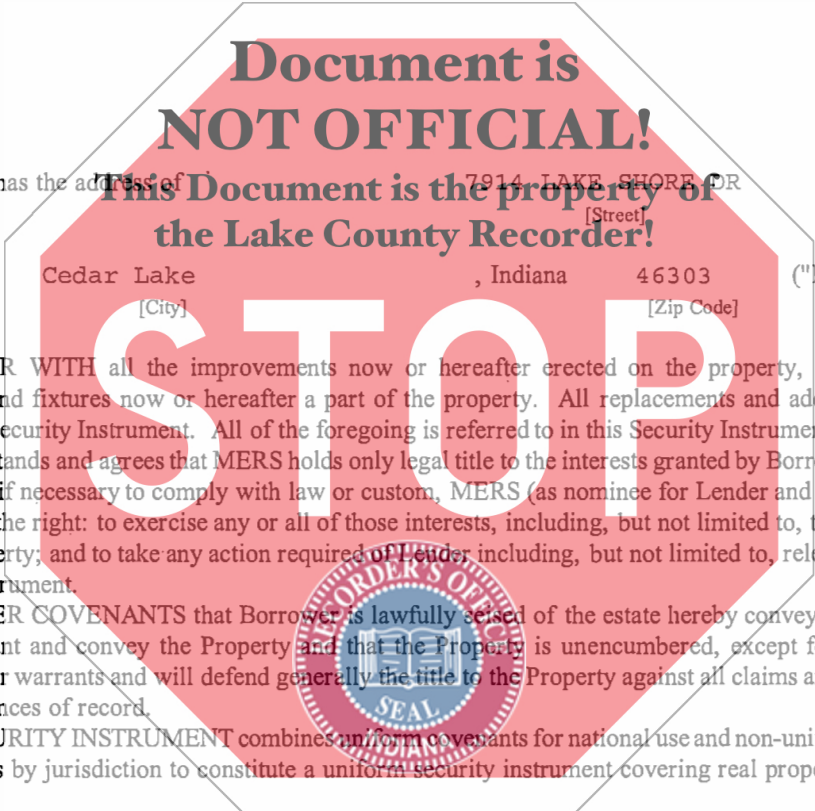 Document is
NOT OFFICIAL!
has the address of 7914 LAKE SHORE DR
This Document is the property of
[Street]
the Lake County Recorder!
Cedar Lake , Indiana 46303 ("
[City] [Zip Code]
STOP
R WITH all the improvements now or hereafter erected on the property,
nd fixtures now or hereafter a part of the property. All replacements and ad
ecurity Instrument. All of the foregoing is referred to in this Security Instrume
tands and agrees that MERS holds only legal title to the interests granted by Borr
if necessary to comply with law or custom, MERS (as nominee for Lender and
he right: to exercise any or all of those interests, including, but not limited to,
erty; and to take any action required of Lender including, but not limited to, rel
rument.
ER COVENANTS that Borrower is lawfully seised of the estate hereby convey
nt and convey the Property and that the Property is unencumbered, except f
r warrants and will defend generally the title to the Property against all claims a
nces of record.
URITY INSTRUMENT combines uniform covenants for national use and non-uni
s by jurisdiction to constitute a uniform security instrument covering real prop
RECORDER'S OFFICE
SEAL
INDIANA